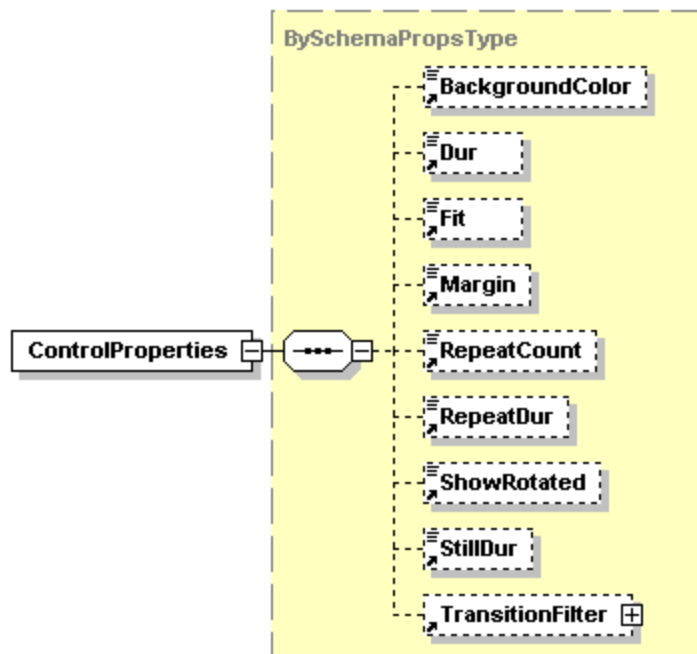 BySchemaPropsType
BackgroundColor
Dur
Fit
Margin
ControlProperties
RepeatCount
RepeatDur
ShowRotated
StillDur
TransitionFilter